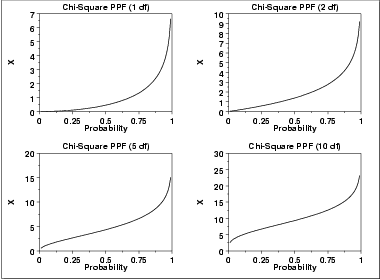 Chi-Square PPF (1 df)
7
6
5
4
3
2
1
0
X
0 0.25 0.5 0.75 1
Probability
Chi-Square PPF (2 df)
10
9
8
7
6
5
4
3
2
1
0
X
0 0.25 0.5 0.75 1
Probability
Chi-Square PPF (5 df)
20
15
10
5
0
X
0 0.25 0.5 0.75 1
Probability
Chi-Square PPF (10 df)
30
25
20
15
10
5
0
X
0 0.25 0.5 0.75 1
Probability